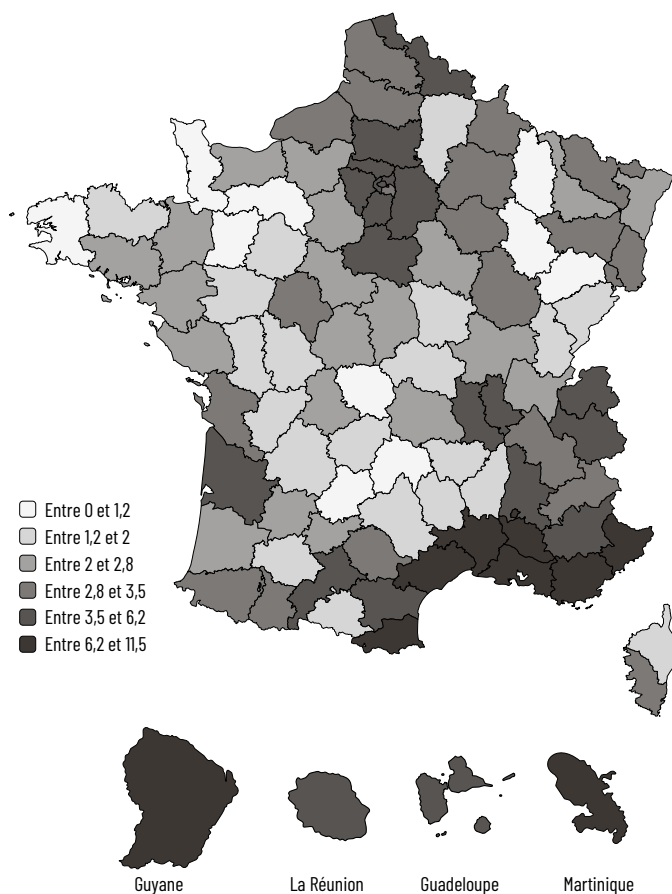 Entre 0 et 1,2
Entre 1,2 et 2
Entre 2 et 2,8
Entre 2,8 et 3,5
Entre 3,5 et 6,2
Entre 6,2 et 11,5
Guyane
La Réunion
Guadeloupe
Martinique